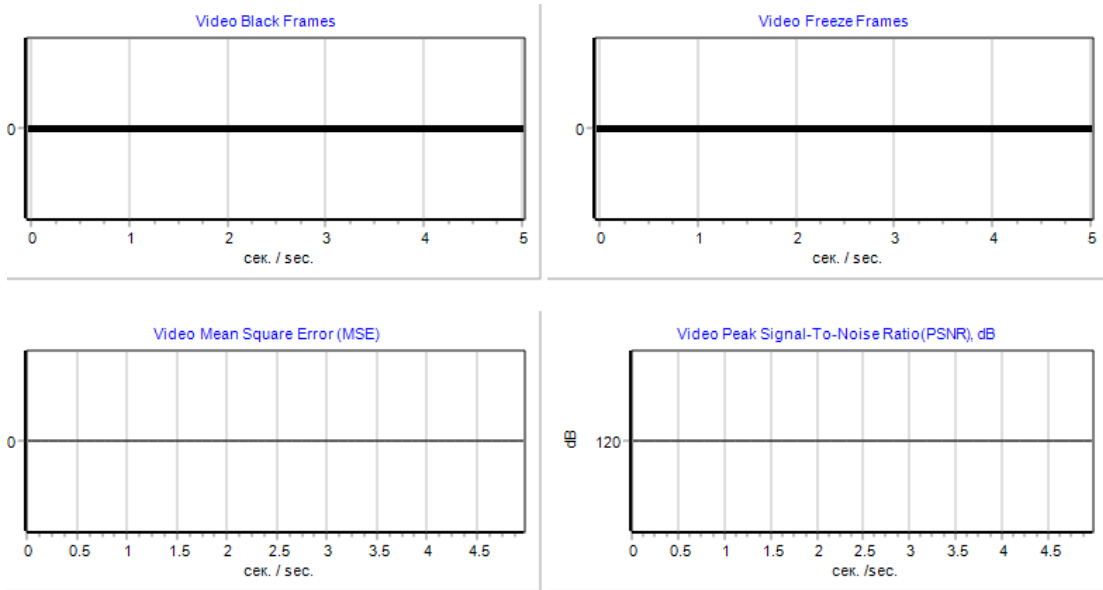 Video Black Frames
0
0 1 2 3 4 5
сек. / sec.
Video Freeze Frames
0
0 1 2 3 4 5
сек. / sec.
Video Mean Square Error (MSE)
0
0 0.5 1 1.5 2 2.5 3 3.5 4 4.5
сек. / sec.
Video Peak Signal-To-Noise Ratio(PSNR), dB
dB
120
0 0.5 1 1.5 2 2.5 3 3.5 4 4.5
сек. /sec.